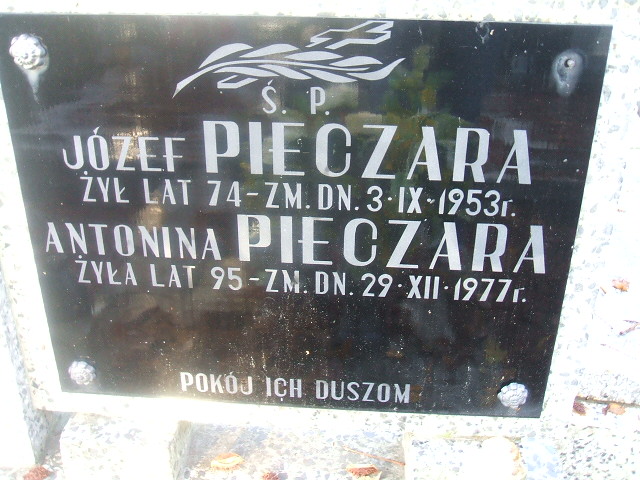 Ś. P.
JÓZEF PIECZARA
ŻYŁ LAT 74-ZM. DN. 3·IX·1953r.
ANTONINA PIECZARA
ŻYŁA LAT 95-ZM. DN. 29·XII·1977r.
POKÓJ ICH DUSZOM